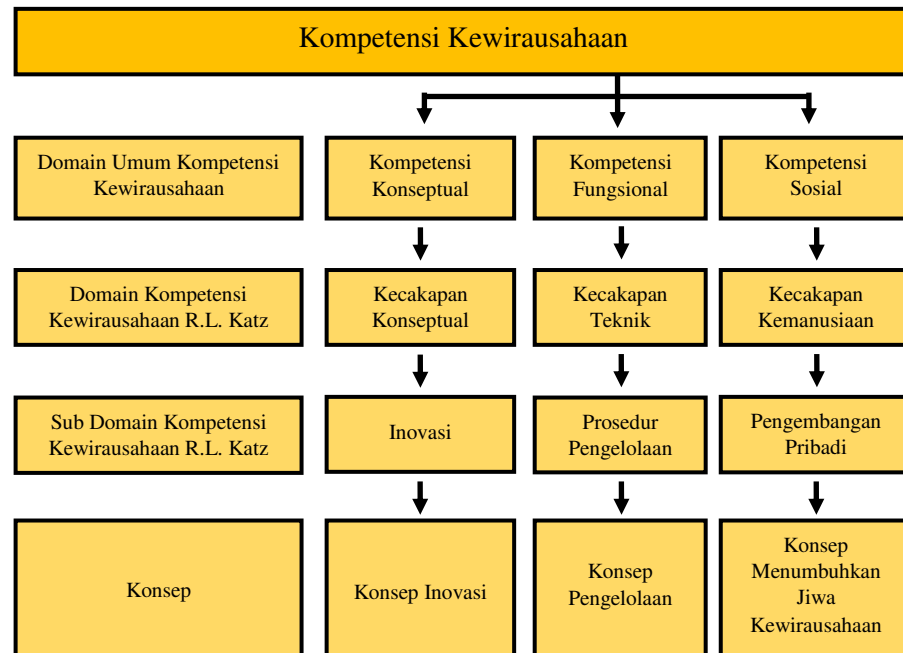 Kompetensi Kewirausahaan
Domain Umum Kompetensi
Kewirausahaan
Kompetensi
Konseptual
Kompetensi
Fungsional
Kompetensi
Sosial
Domain Kompetensi
Kewirausahaan R.L. Katz
Kecakapan
Konseptual
Kecakapan
Teknik
Kecakapan
Kemanusiaan
Sub Domain Kompetensi
Kewirausahaan R.L. Katz
Inovasi
Prosedur
Pengelolaan
Pengembangan
Pribadi
Konsep
Konsep Inovasi
Konsep
Pengelolaan
Konsep
Menumbuhkan
Jiwa
Kewirausahaan